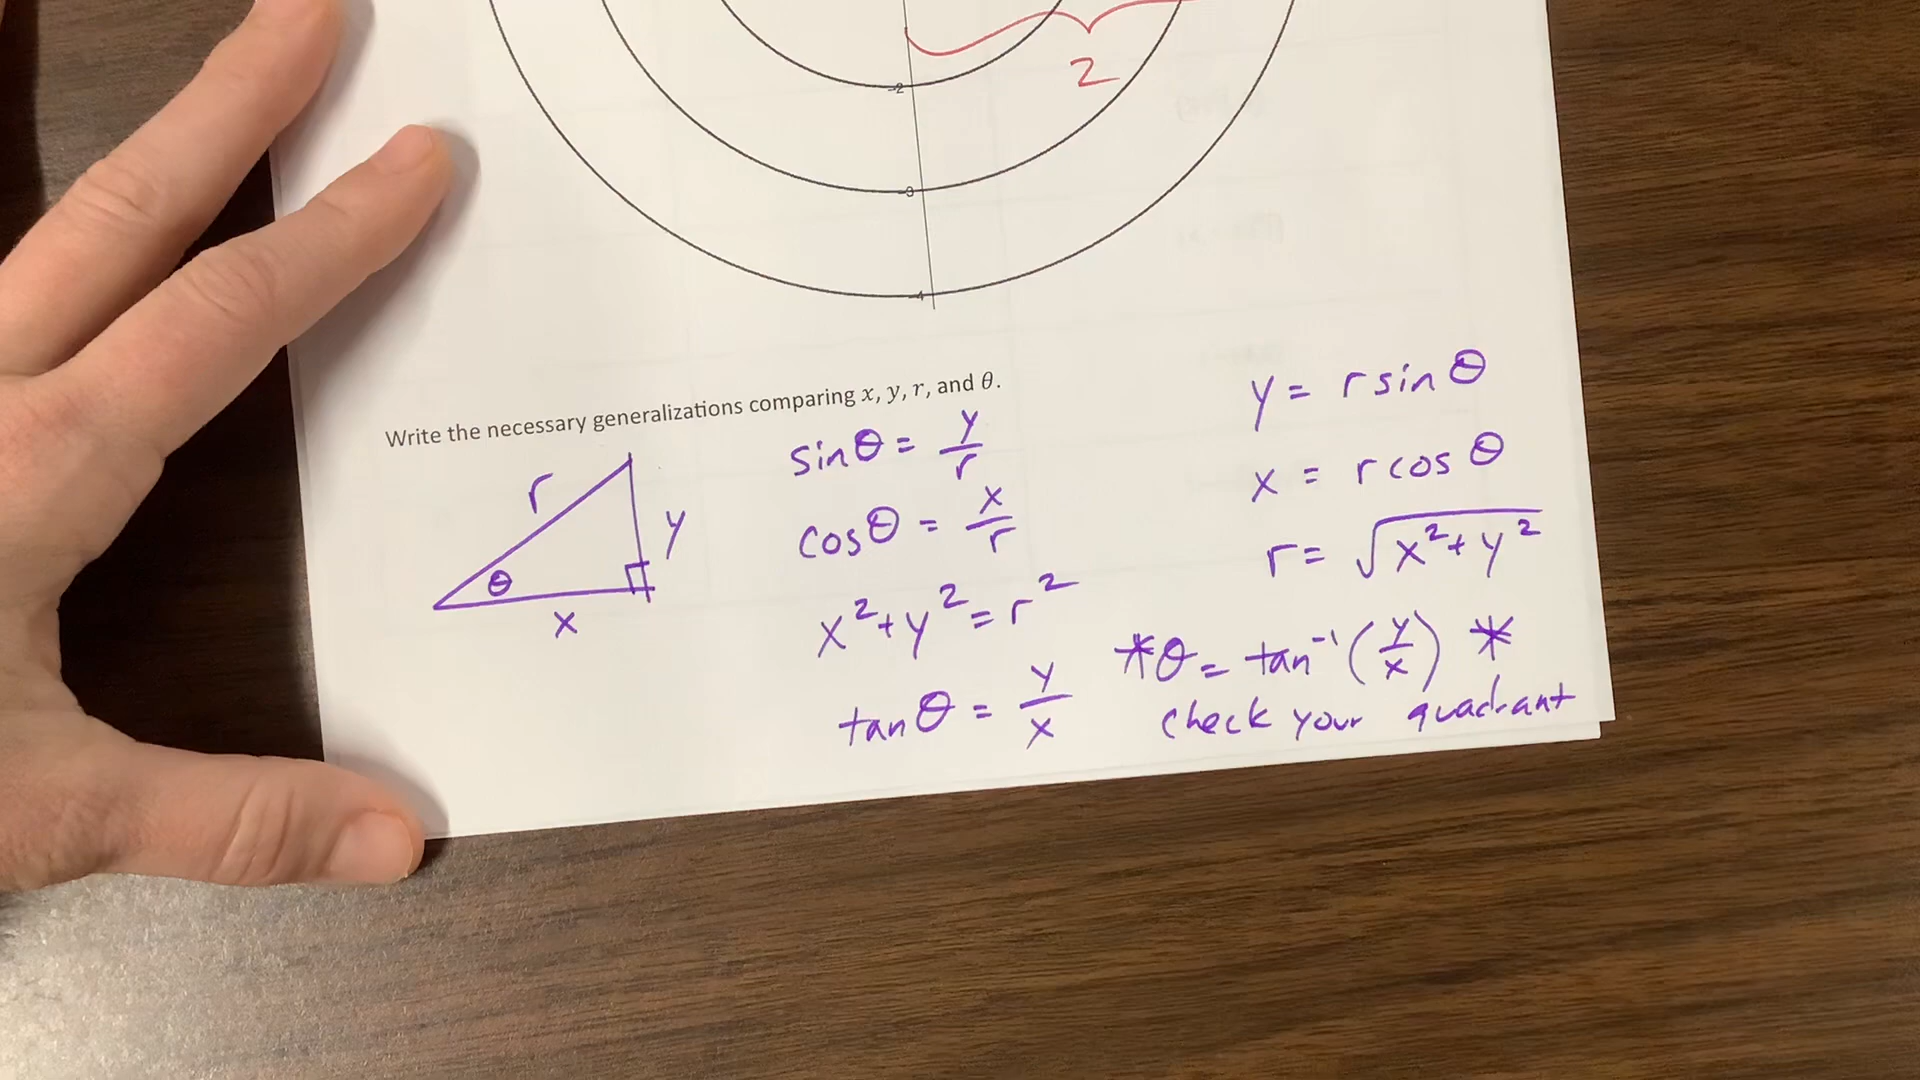 2
-2
-3
-4
Write the necessary generalizations comparing x, y, r, and θ.
r
y
θ
x
sinθ = y/r
cosθ = x/r
x² + y² = r²
tanθ = y/x
y = r sin θ
x = r cos θ
r = √(x² + y²)
*θ = tan⁻¹(y/x) *
check your quadrant